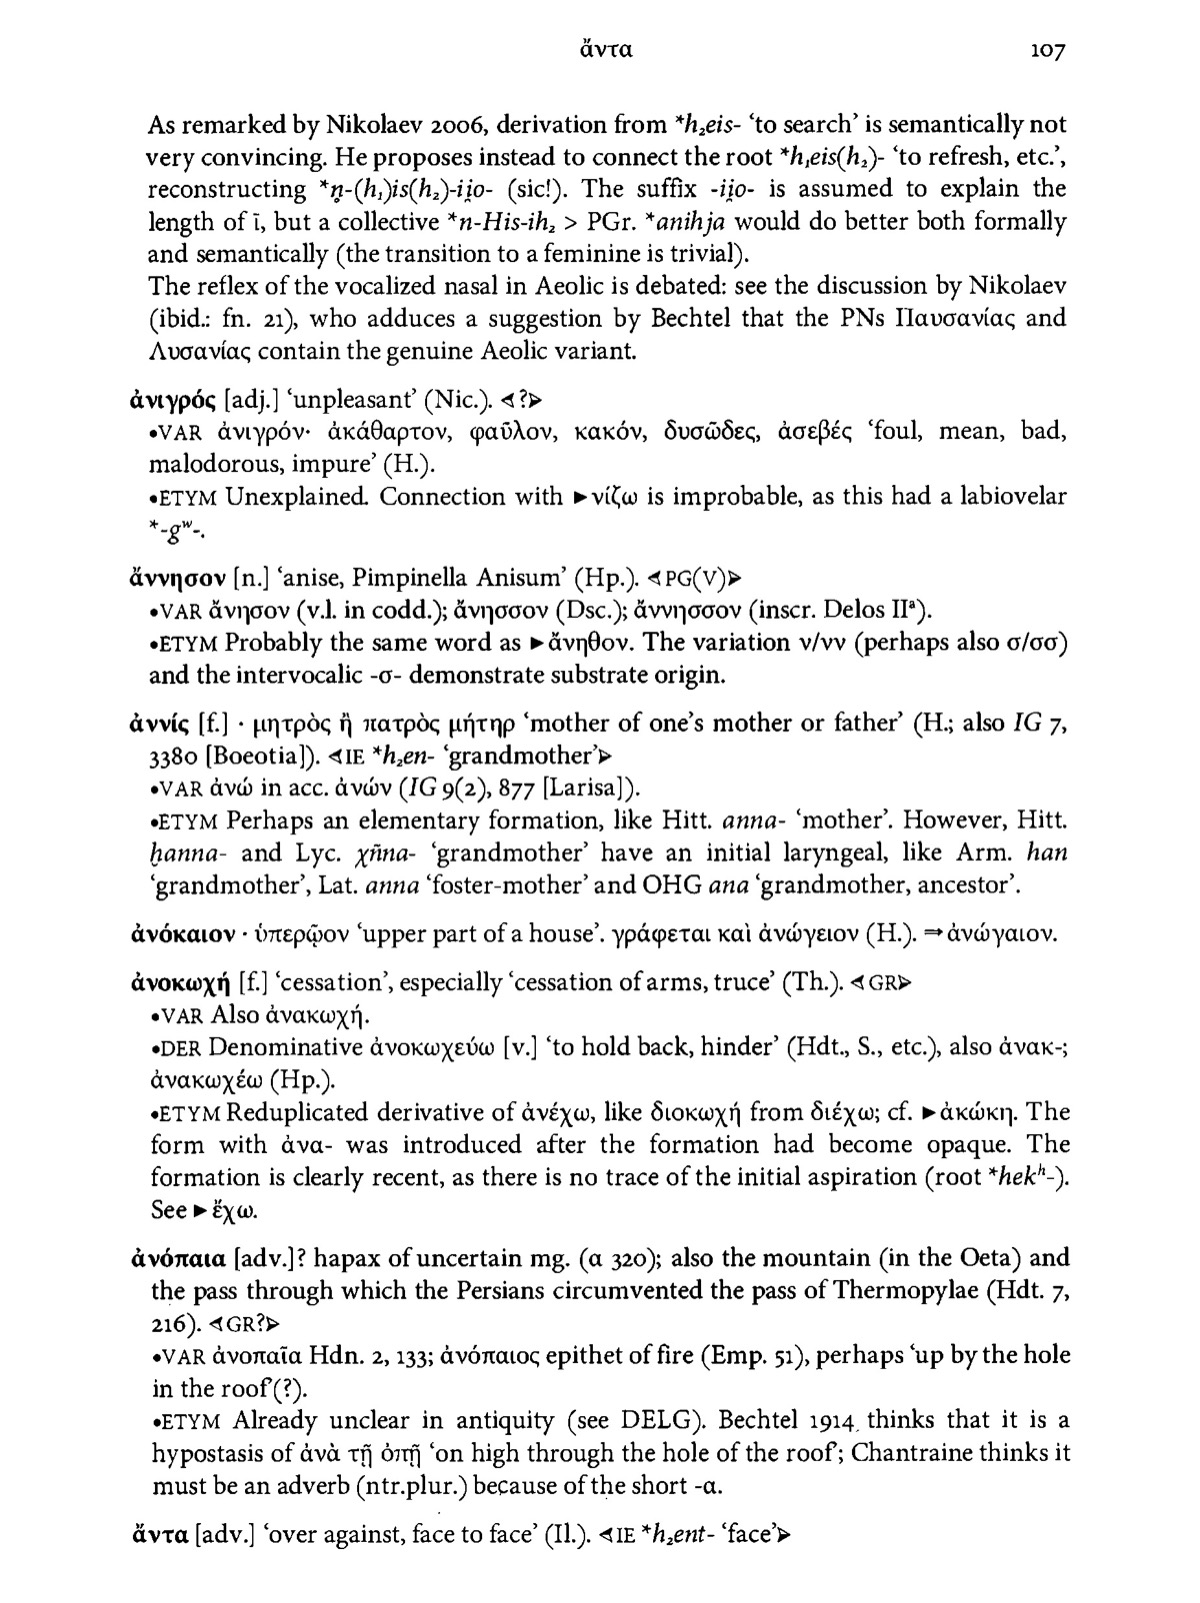 ἄντα 107
As remarked by Nikolaev 2006, derivation from *h₂eis- ‘to search’ is semantically not
very convincing. He proposes instead to connect the root *h₁eis(h₂)- ‘to refresh, etc.’,
reconstructing *n̥-(h₁)is(h₂)-ii̯o- (sic!). The suffix -ii̯o- is assumed to explain the
length of ῑ, but a collective *n-His-ih₂ > PGr. *anihja would do better both formally
and semantically (the transition to a feminine is trivial).
The reflex of the vocalized nasal in Aeolic is debated: see the discussion by Nikolaev
(ibid.: fn. 21), who adduces a suggestion by Bechtel that the PNs Παυσανίας and
Λυσανίας contain the genuine Aeolic variant.
ἀνιγρός [adj.] ‘unpleasant’ (Nic.). ◁?▷
•VAR ἀνιγρόν· ἀκάθαρτον, φαῦλον, κακόν, δυσῶδες, ἀσεβές ‘foul, mean, bad,
malodorous, impure’ (H.).
•ETYM Unexplained. Connection with ►νίζω is improbable, as this had a labiovelar
*-gʷ-.
ἄννησον [n.] ‘anise, Pimpinella Anisum’ (Hp.). ◁PG(V)▷
•VAR ἄνησον (v.l. in codd.); ἄνησσον (Dsc.); ἄννησσον (inscr. Delos IIª).
•ETYM Probably the same word as ►ἄνηθον. The variation ν/νν (perhaps also σ/σσ)
and the intervocalic -σ- demonstrate substrate origin.
ἀννίς [f.] · μητρὸς ἢ πατρὸς μήτηρ ‘mother of one’s mother or father’ (H.; also IG 7,
3380 [Boeotia]). ◁IE *h₂en- ‘grandmother’▷
•VAR ἀνώ in acc. ἀνών (IG 9(2), 877 [Larisa]).
•ETYM Perhaps an elementary formation, like Hitt. anna- ‘mother’. However, Hitt.
ḫanna- and Lyc. χñna- ‘grandmother’ have an initial laryngeal, like Arm. han
‘grandmother’, Lat. anna ‘foster-mother’ and OHG ana ‘grandmother, ancestor’.
ἀνόκαιον · ὑπερῷον ‘upper part of a house’. γράφεται καὶ ἀνώγειον (H.). ⇒ἀνώγαιον.
ἀνοκωχή [f.] ‘cessation’, especially ‘cessation of arms, truce’ (Th.). ◁GR▷
•VAR Also ἀνακωχή.
•DER Denominative ἀνοκωχεύω [v.] ‘to hold back, hinder’ (Hdt., S., etc.), also ἀνακ-;
ἀνακωχέω (Hp.).
•ETYM Reduplicated derivative of ἀνέχω, like διοκωχή from διέχω; cf. ►ἀκώκη. The
form with ἀνα- was introduced after the formation had become opaque. The
formation is clearly recent, as there is no trace of the initial aspiration (root *hekʰ-).
See ►ἔχω.
ἀνόπαια [adv.]? hapax of uncertain mg. (α 320); also the mountain (in the Oeta) and
the pass through which the Persians circumvented the pass of Thermopylae (Hdt. 7,
216). ◁GR?▷
•VAR ἀνοπαῖα Hdn. 2, 133; ἀνόπαιος epithet of fire (Emp. 51), perhaps ‘up by the hole
in the roof’(?).
•ETYM Already unclear in antiquity (see DELG). Bechtel 1914 thinks that it is a
hypostasis of ἀνὰ τῇ ὀπῇ ‘on high through the hole of the roof’; Chantraine thinks it
must be an adverb (ntr.plur.) because of the short -α.
ἄντα [adv.] ‘over against, face to face’ (Il.). ◁IE *h₂ent- ‘face’▷